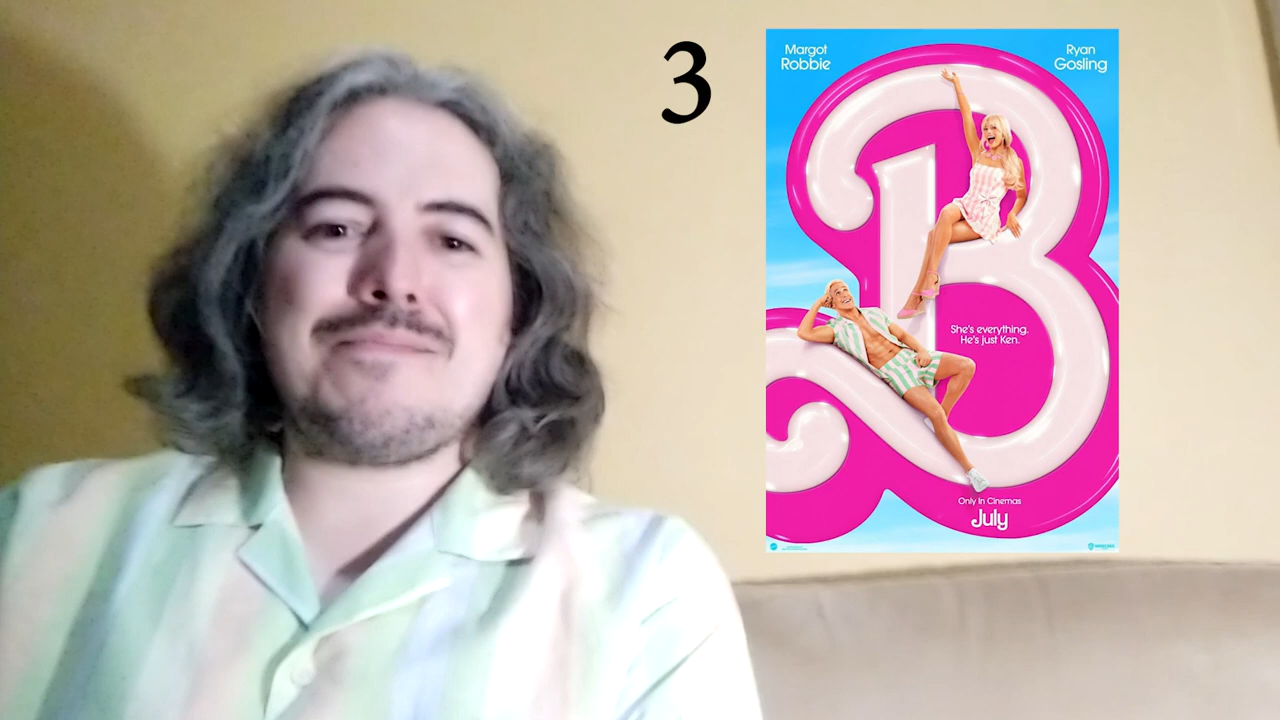 3
Margot
Robbie
Ryan
Gosling
She's everything.
He's just Ken.
Only In Cinemas
July